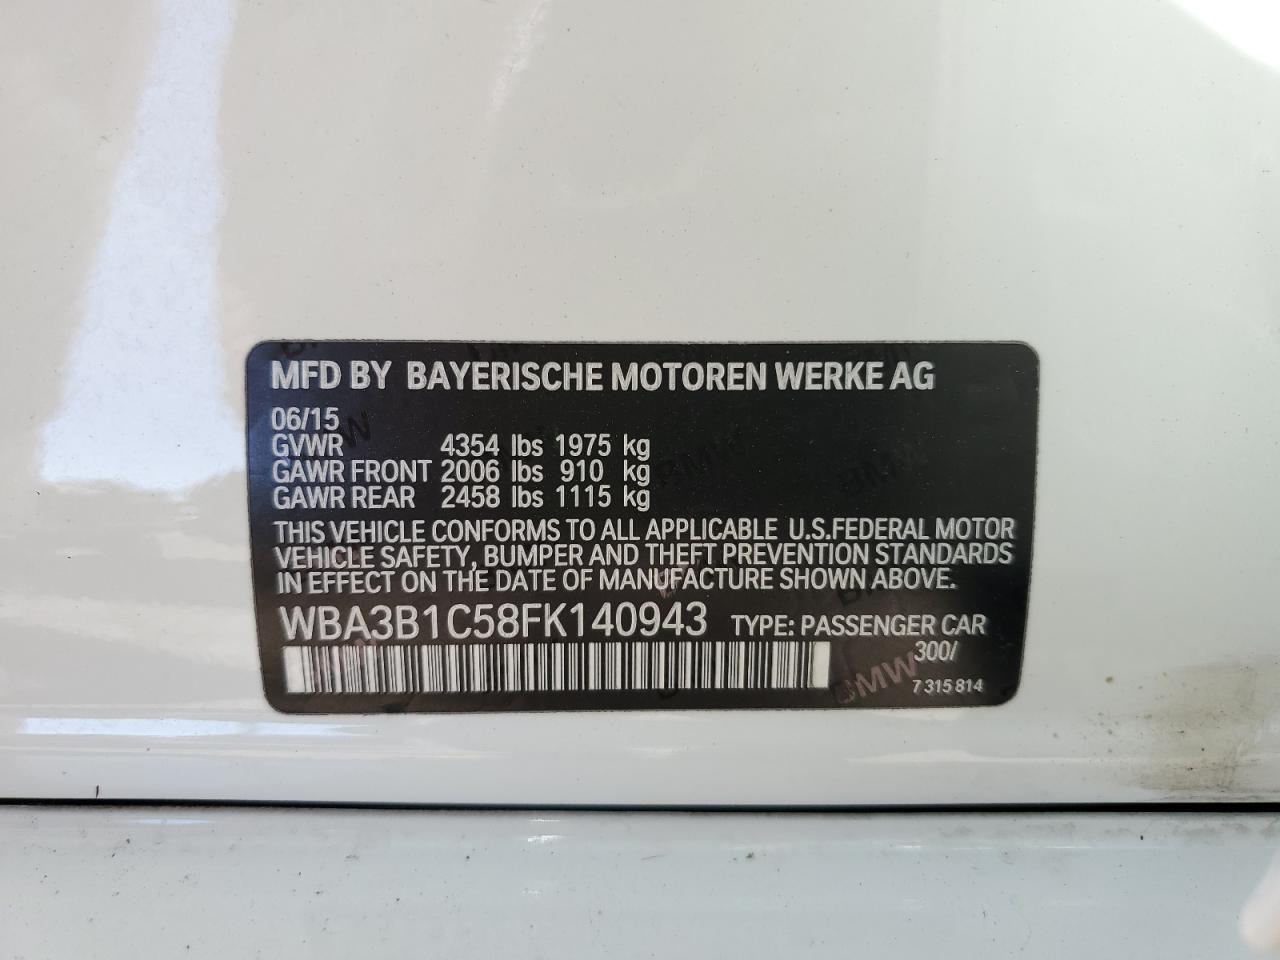 MFD BY BAYERISCHE MOTOREN WERKE AG
06/15
GVWR 4354 lbs 1975 kg
GAWR FRONT 2006 lbs 910 kg
GAWR REAR 2458 lbs 1115 kg
THIS VEHICLE CONFORMS TO ALL APPLICABLE U.S.FEDERAL MOTOR
VEHICLE SAFETY, BUMPER AND THEFT PREVENTION STANDARDS
IN EFFECT ON THE DATE OF MANUFACTURE SHOWN ABOVE.
WBA3B1C58FK140943 TYPE: PASSENGER CAR
300/
BMW 7 315 814